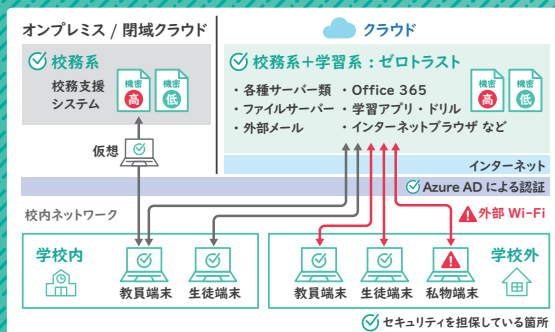 オンプレミス / 閉域クラウド
クラウド
校務系
校務支援
システム
機密
高
機密
低
仮想
校務系+学習系:ゼロトラスト
・各種サーバー類
・ファイルサーバー
・外部メール
・Office 365
・学習アプリ・ドリル
・インターネットブラウザ など
機密
高
機密
低
インターネット
Azure AD による認証
校内ネットワーク
外部 Wi-Fi
学校内
教員端末
生徒端末
教員端末
生徒端末
私物端末
学校外
セキュリティを担保している箇所